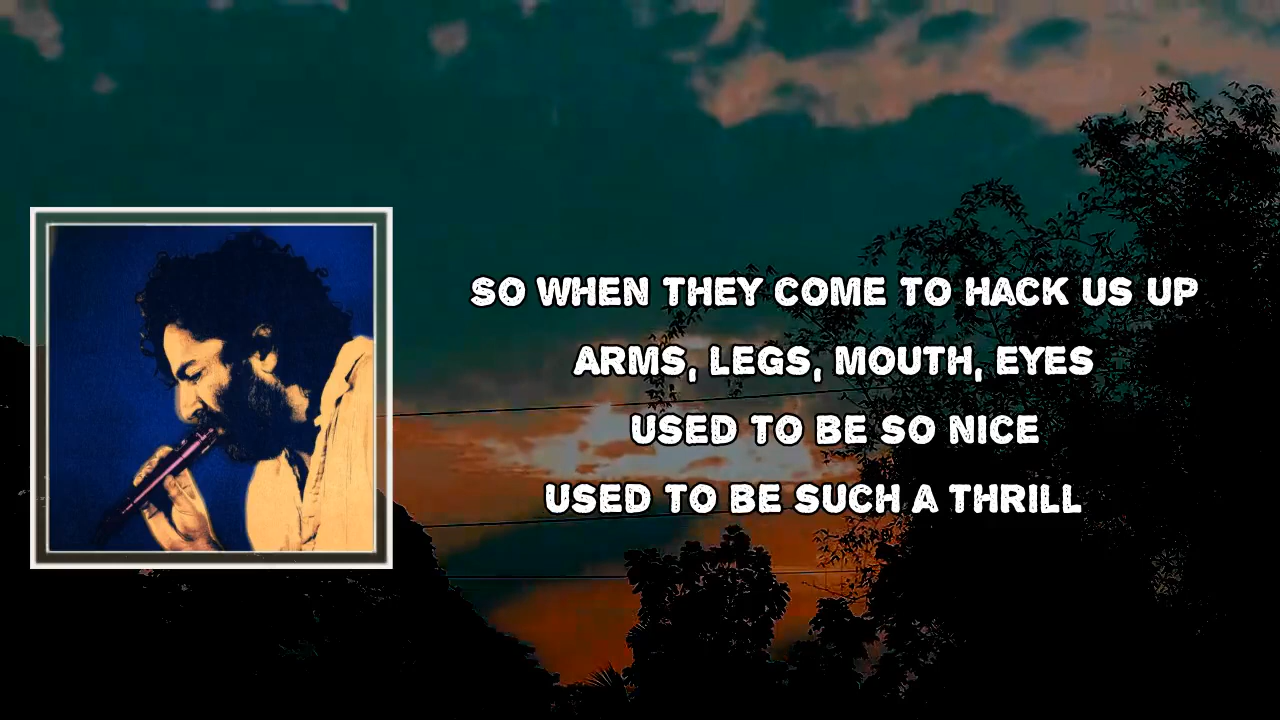 SO WHEN THEY COME TO HACK US UP
ARMS, LEGS, MOUTH, EYES
USED TO BE SO NICE
USED TO BE SUCH A THRILL